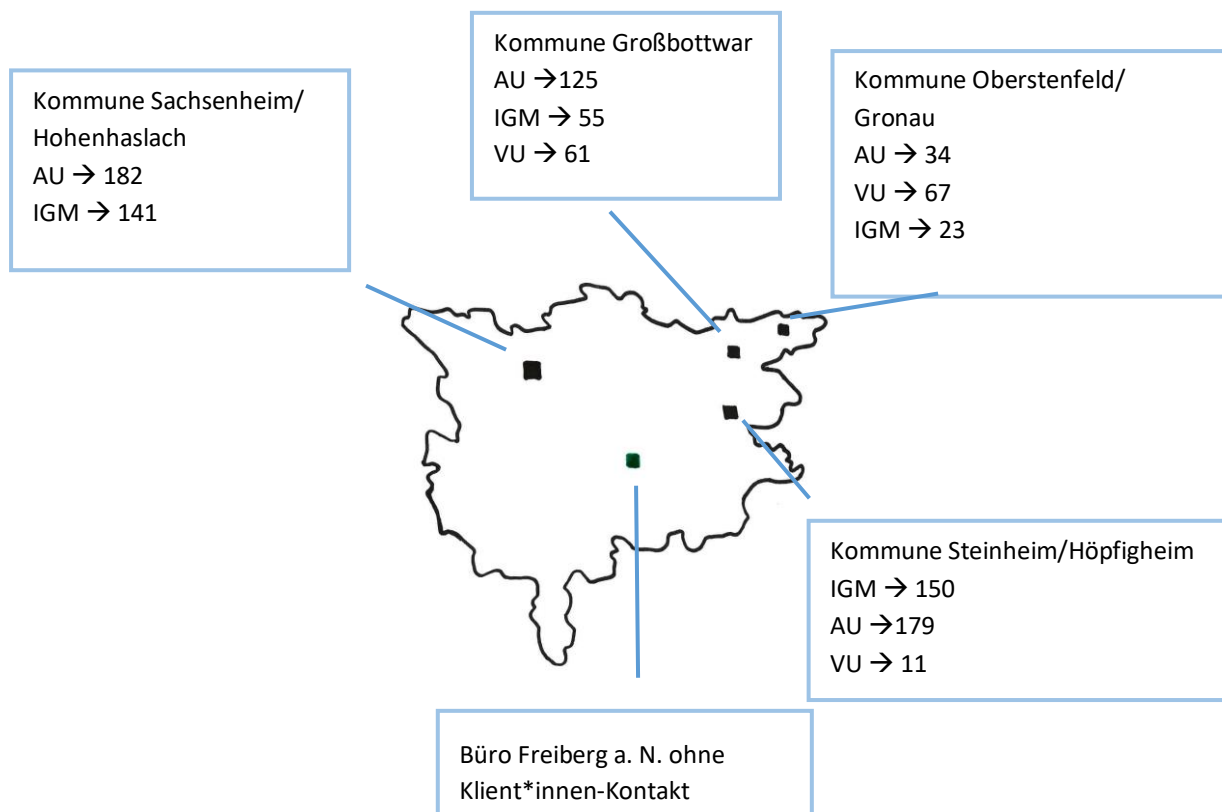 Kommune Sachsenheim/
Hohenhaslach
AU → 182
IGM → 141
Kommune Großbottwar
AU →125
IGM → 55
VU → 61
Kommune Oberstenfeld/
Gronau
AU → 34
VU → 67
IGM → 23
Kommune Steinheim/Höpfigheim
IGM → 150
AU →179
VU → 11
Büro Freiberg a. N. ohne
Klient*innen-Kontakt